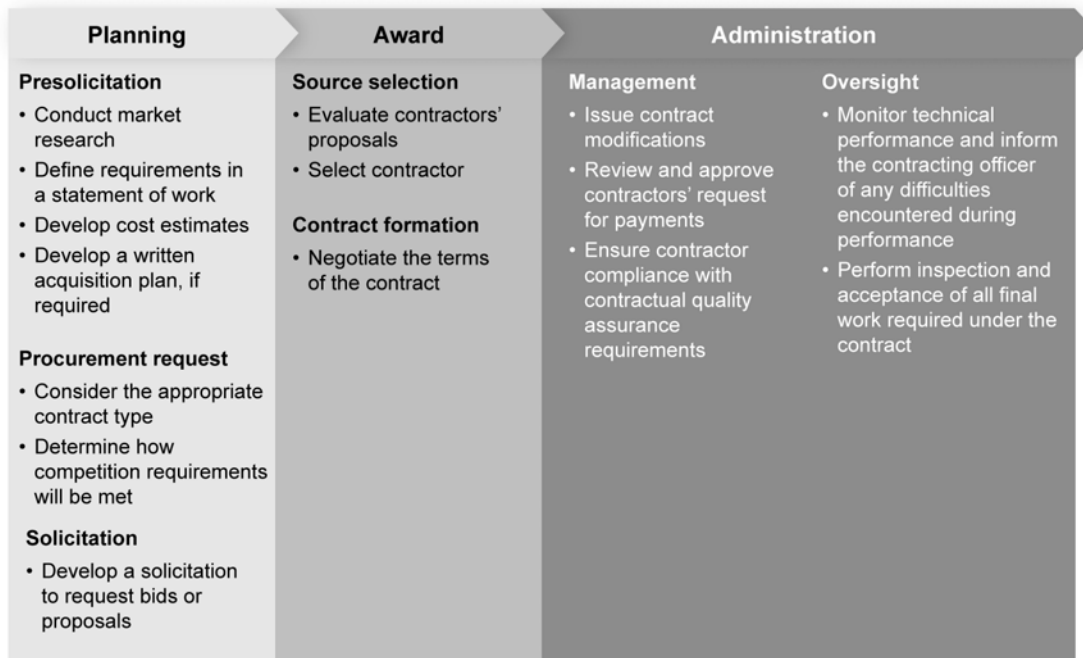 Planning
Award
Administration
Presolicitation
• Conduct market
research
• Define requirements in
a statement of work
• Develop cost estimates
• Develop a written
acquisition plan, if
required
Procurement request
• Consider the appropriate
contract type
• Determine how
competition requirements
will be met
Solicitation
• Develop a solicitation
to request bids or
proposals
Source selection
• Evaluate contractors’
proposals
• Select contractor
Contract formation
• Negotiate the terms
of the contract
Management
• Issue contract
modifications
• Review and approve
contractors’ request
for payments
• Ensure contractor
compliance with
contractual quality
assurance
requirements
Oversight
• Monitor technical
performance and inform
the contracting officer
of any difficulties
encountered during
performance
• Perform inspection and
acceptance of all final
work required under the
contract